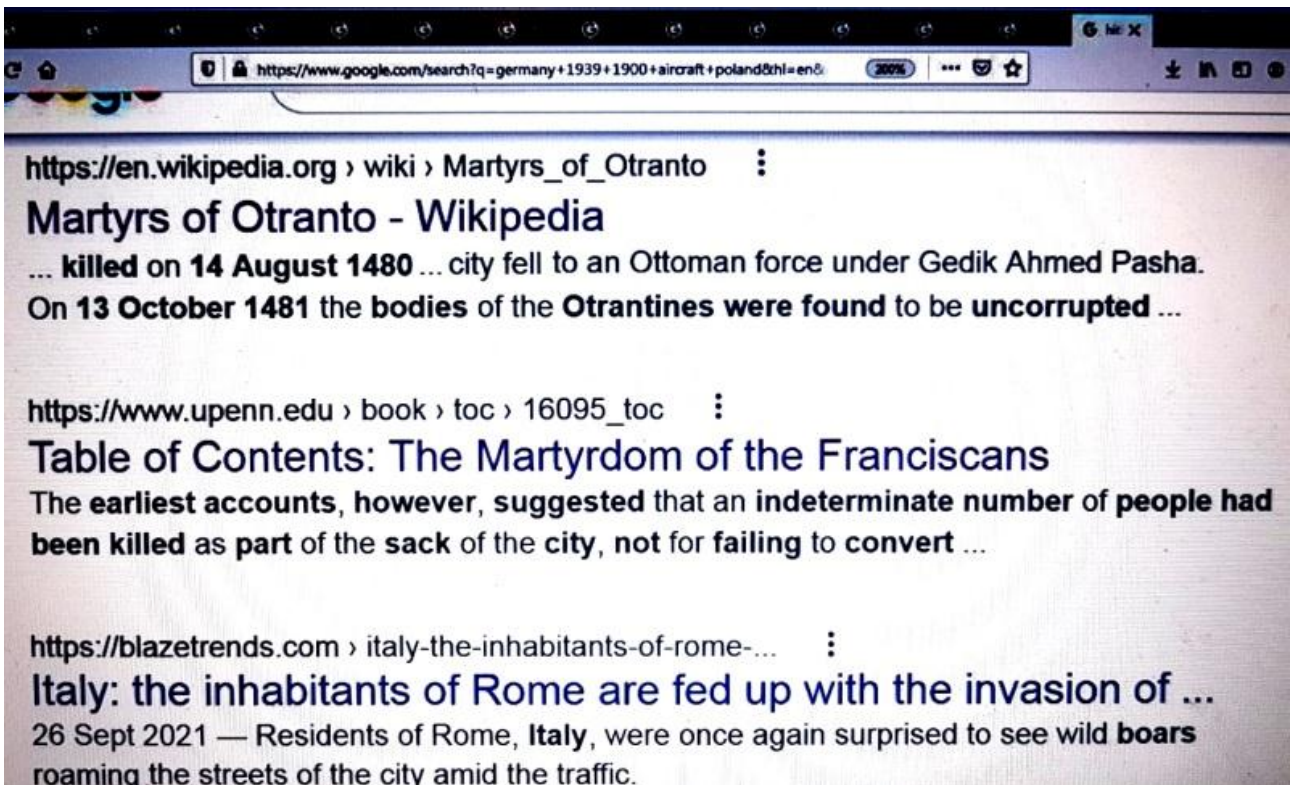 https://www.google.com/search?q=germany+1939+1900+aircraft+poland&hl=en&
200%
https://en.wikipedia.org › wiki › Martyrs_of_Otranto
Martyrs of Otranto - Wikipedia
... killed on 14 August 1480 ... city fell to an Ottoman force under Gedik Ahmed Pasha.
On 13 October 1481 the bodies of the Otrantines were found to be uncorrupted ...
https://www.upenn.edu › book › toc › 16095_toc
Table of Contents: The Martyrdom of the Franciscans
The earliest accounts, however, suggested that an indeterminate number of people had
been killed as part of the sack of the city, not for failing to convert ...
https://blazetrends.com › italy-the-inhabitants-of-rome-...
Italy: the inhabitants of Rome are fed up with the invasion of ...
26 Sept 2021 — Residents of Rome, Italy, were once again surprised to see wild boars
roaming the streets of the city amid the traffic.